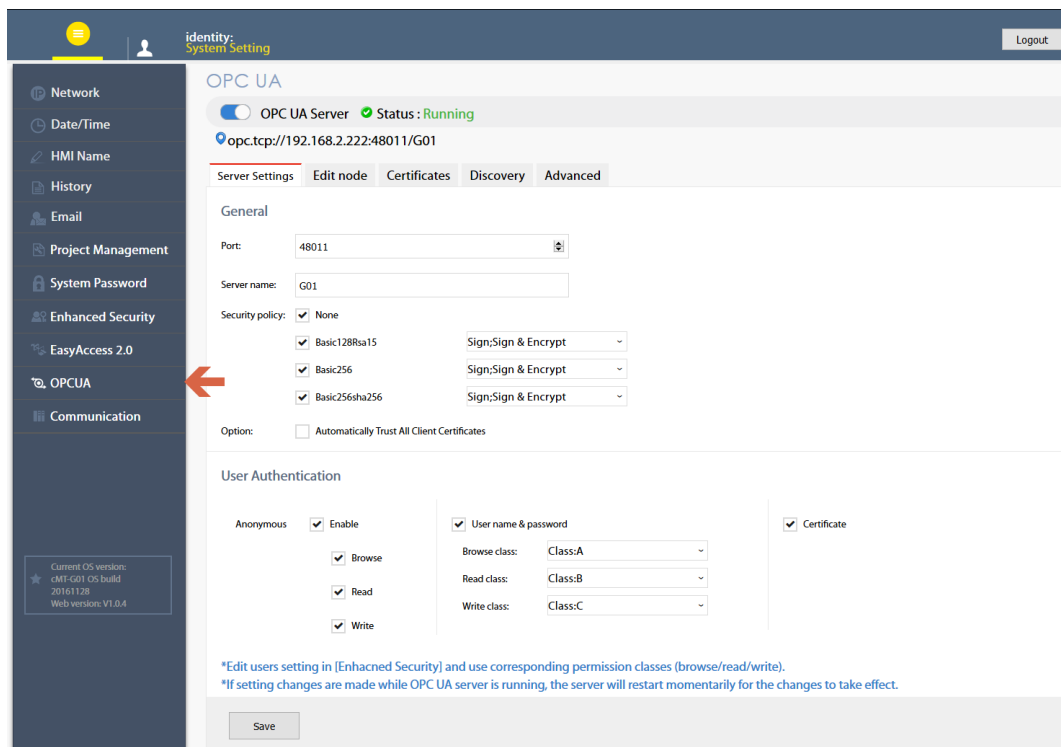 identity:
System Setting
Logout
Network
Date/Time
HMI Name
History
Email
Project Management
System Password
Enhanced Security
EasyAccess 2.0
OPCUA
Communication
Current OS version:
cMT-G01 OS build
20161128
Web version: V1.0.4
OPC UA
OPC UA Server Status : Running
opc.tcp://192.168.2.222:48011/G01
Server Settings Edit node Certificates Discovery Advanced
General
Port: 48011
Server name: G01
Security policy: None
Basic128Rsa15 Sign;Sign & Encrypt
Basic256 Sign;Sign & Encrypt
Basic256sha256 Sign;Sign & Encrypt
Option: Automatically Trust All Client Certificates
User Authentication
Anonymous Enable User name & password Certificate
Browse Browse class: Class:A
Read Read class: Class:B
Write Write class: Class:C
*Edit users setting in [Enhacned Security] and use corresponding permission classes (browse/read/write).
*If setting changes are made while OPC UA server is running, the server will restart momentarily for the changes to take effect.
Save